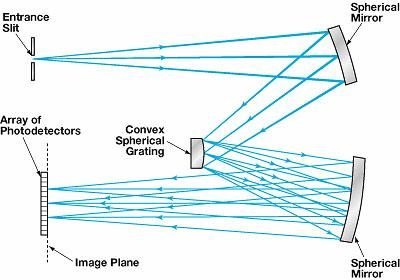 Entrance
Slit
Spherical
Mirror
Array of
Photodetectors
Convex
Spherical
Grating
Image Plane
Spherical
Mirror